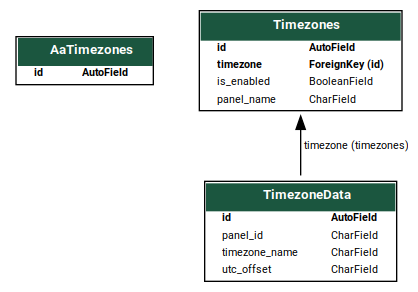 AaTimezones
id AutoField
Timezones
id AutoField
timezone ForeignKey (id)
is_enabled BooleanField
panel_name CharField
timezone (timezones)
TimezoneData
id AutoField
panel_id CharField
timezone_name CharField
utc_offset CharField